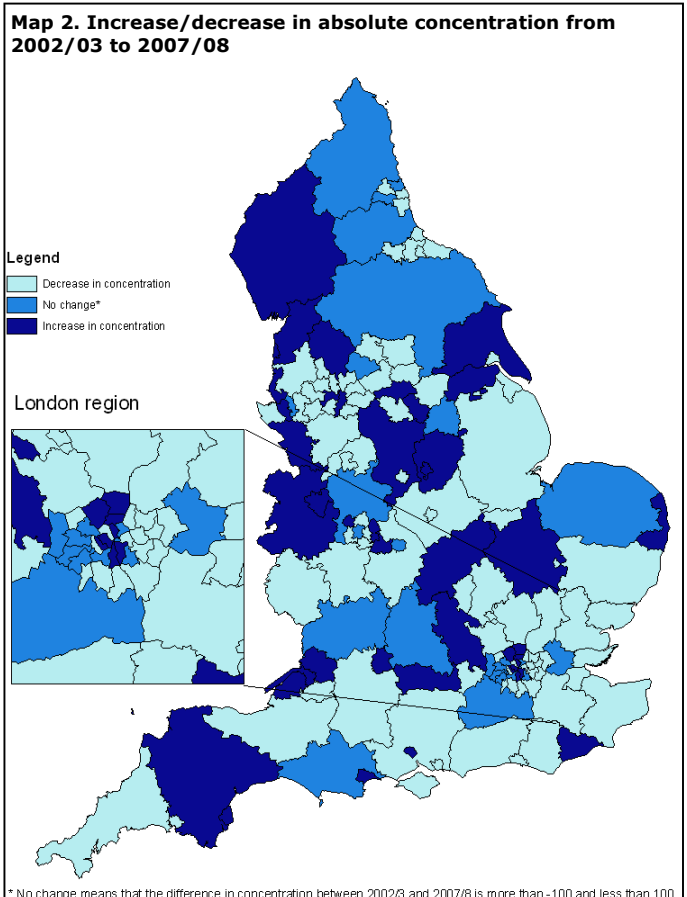 Map 2. Increase/decrease in absolute concentration from
2002/03 to 2007/08
Legend
Decrease in concentration
No change*
Increase in concentration
London region
* No change means that the difference in concentration between 2002/3 and 2007/8 is more than -100 and less than 100